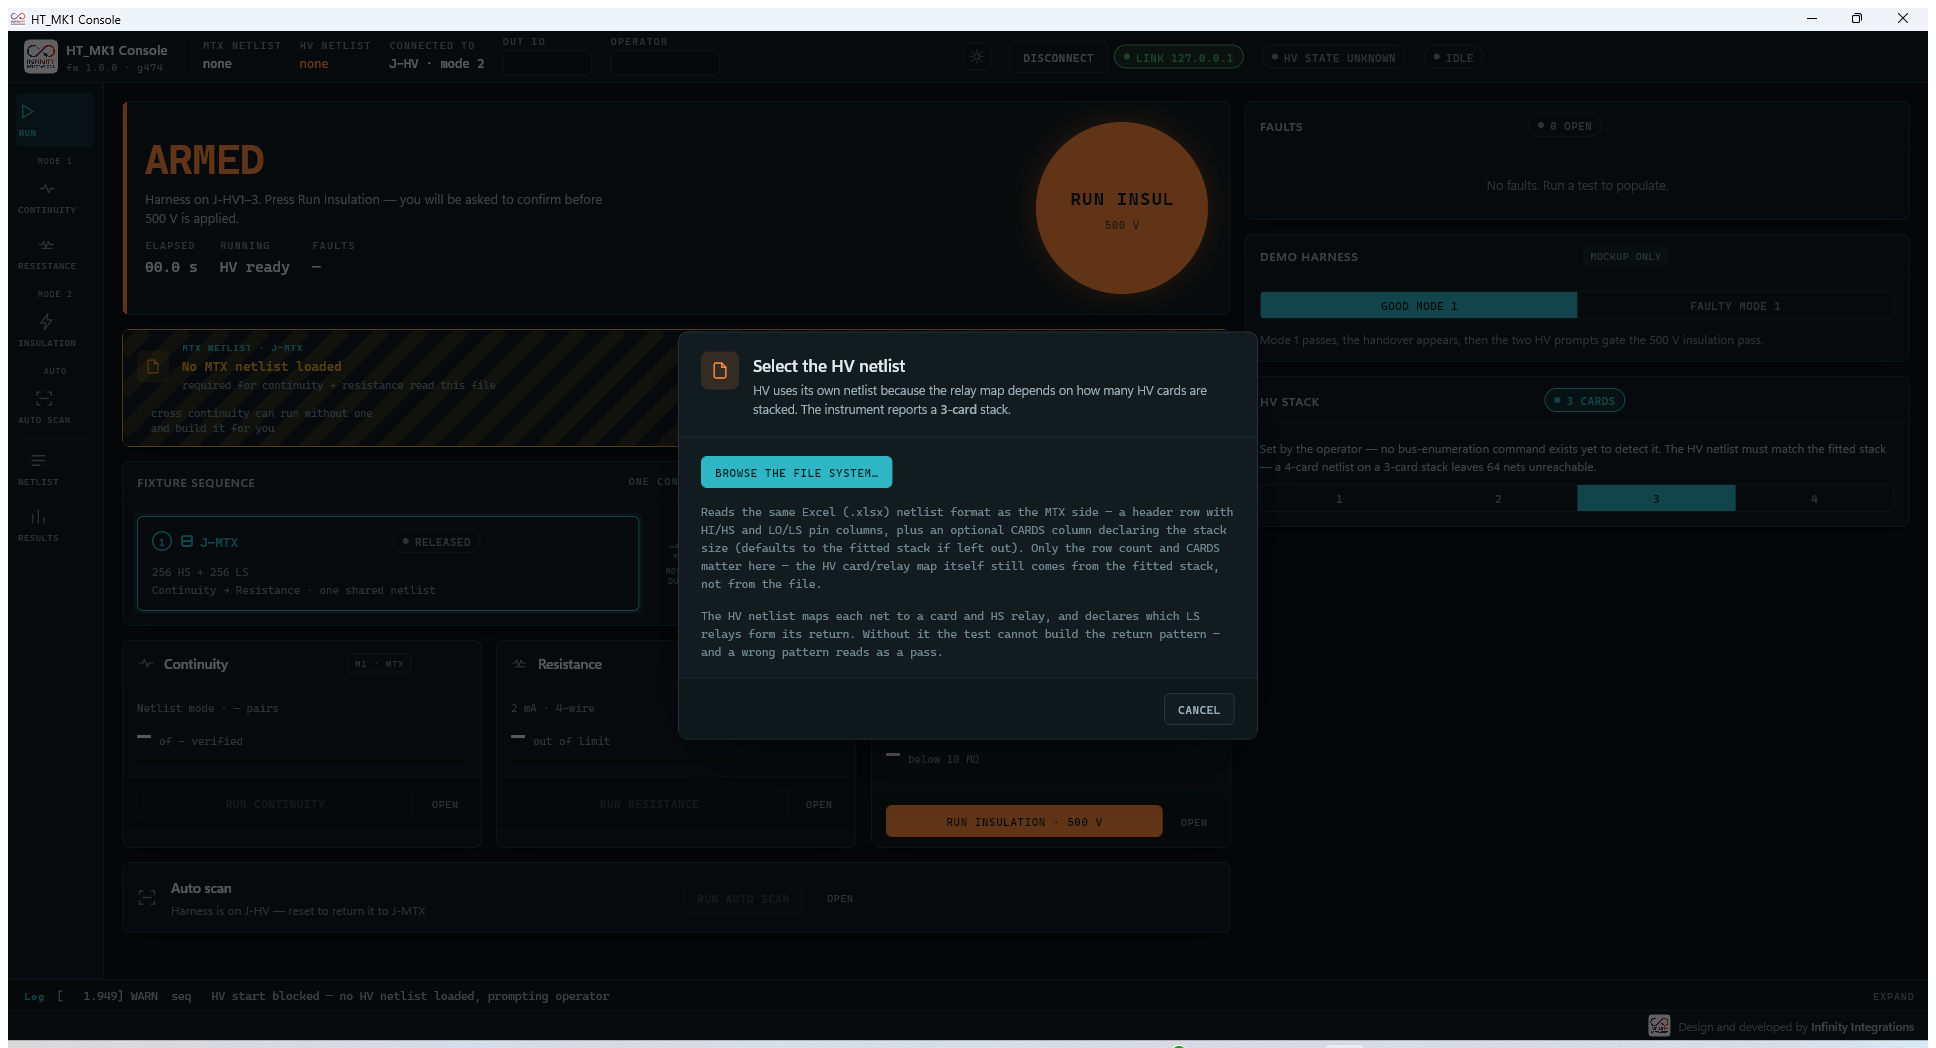 HT_MK1 Console
HT_MK1 Console
fw 1.0.0 · g474
MTX NETLIST
none
HV NETLIST
none
CONNECTED TO
J-HV · mode 2
DUT ID
OPERATOR
DISCONNECT
LINK 127.0.0.1
HV STATE UNKNOWN
IDLE
RUN
MODE 1
CONTINUITY
RESISTANCE
MODE 2
INSULATION
AUTO
AUTO SCAN
NETLIST
RESULTS
ARMED
Harness on J-HV1–3. Press Run Insulation — you will be asked to confirm before
500 V is applied.
ELAPSED RUNNING FAULTS
00.0 s HV ready —
RUN INSUL
500 V
MTX NETLIST · J-MTX
No MTX netlist loaded
required for continuity + resistance read this file
cross continuity can run without one
and build it for you
FIXTURE SEQUENCE
ONE CON
1 J-MTX
RELEASED
256 HS + 256 LS
Continuity → Resistance · one shared netlist
Continuity
M1 · MTX
Netlist mode · — pairs
— of — verified
RUN CONTINUITY
OPEN
Resistance
2 mA · 4-wire
— out of limit
RUN RESISTANCE
OPEN
— below 10 MΩ
RUN INSULATION · 500 V
OPEN
Auto scan
Harness is on J-HV — reset to return it to J-MTX
RUN AUTO SCAN
OPEN
Select the HV netlist
HV uses its own netlist because the relay map depends on how many HV cards are
stacked. The instrument reports a 3-card stack.
BROWSE THE FILE SYSTEM…
Reads the same Excel (.xlsx) netlist format as the MTX side — a header row with
HI/HS and LO/LS pin columns, plus an optional CARDS column declaring the stack
size (defaults to the fitted stack if left out). Only the row count and CARDS
matter here — the HV card/relay map itself still comes from the fitted stack,
not from the file.
The HV netlist maps each net to a card and HS relay, and declares which LS
relays form its return. Without it the test cannot build the return pattern —
and a wrong pattern reads as a pass.
CANCEL
FAULTS
0 OPEN
No faults. Run a test to populate.
DEMO HARNESS
MOCKUP ONLY
GOOD MODE 1
FAULTY MODE 1
Mode 1 passes, the handover appears, then the two HV prompts gate the 500 V insulation pass.
HV STACK
3 CARDS
Set by the operator — no bus-enumeration command exists yet to detect it. The HV netlist must match the fitted stack
— a 4-card netlist on a 3-card stack leaves 64 nets unreachable.
1 2 3 4
Log [ 1.949] WARN seq HV start blocked — no HV netlist loaded, prompting operator
EXPAND
Design and developed by Infinity Integrations